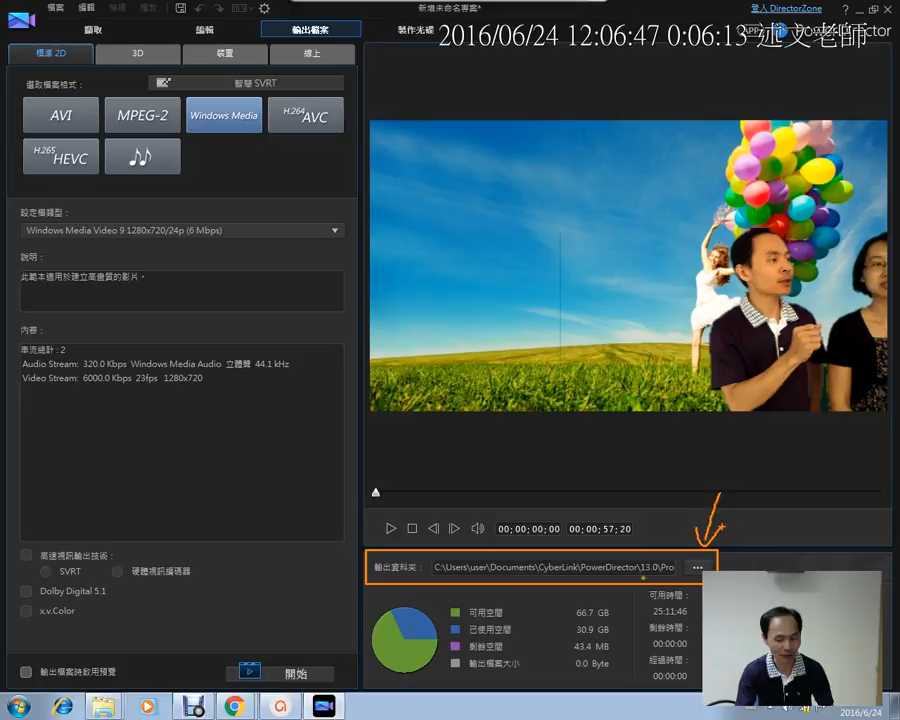 檔案 編輯 檢視 播放
新增未命名專案*
登入 DirectorZone
擷取 編輯 輸出檔案 製作光碟
2016/06/24 12:06:47 0:06:13 述文老師
標準 2D 3D 裝置 線上
選取檔案格式：
智慧 SVRT
AVI MPEG-2 Windows Media H.264 AVC
H.265 HEVC
設定檔類型：
Windows Media Video 9 1280x720/24p (6 Mbps)
說明：
此範本適用於建立高畫質的影片。
內容：
串流總計：2
Audio Stream: 320.0 Kbps Windows Media Audio 立體聲 44.1 kHz
Video Stream: 6000.0 Kbps 23fps 1280x720
00;00;00;00 00;00;57;20
高速視訊輸出技術：
SVRT 硬體視訊編碼器
Dolby Digital 5.1
x.v.Color
輸出檔案時啟用預覽
開始
輸出資料夾： C:\Users\user\Documents\CyberLink\PowerDirector\13.0\Pro
可用空間 66.7 GB
已使用空間 30.9 GB
剩餘空間 43.4 MB
輸出檔案大小 0.0 Byte
可用時間：
25:11:46
剩餘時間：
00:00:00
經過時間：
00:00:00
2016/6/24